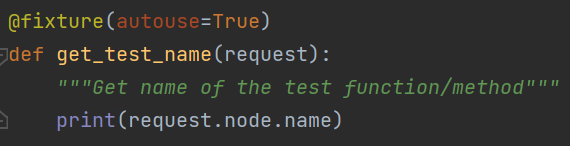 @fixture(autouse=True)
def get_test_name(request):
    """Get name of the test function/method"""
    print(request.node.name)